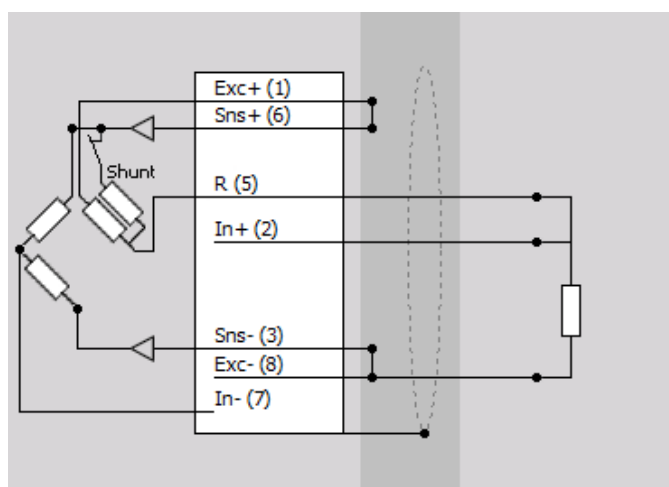 Exc+ (1)
Sns+ (6)
Shunt
R (5)
In+ (2)
Sns- (3)
Exc- (8)
In- (7)